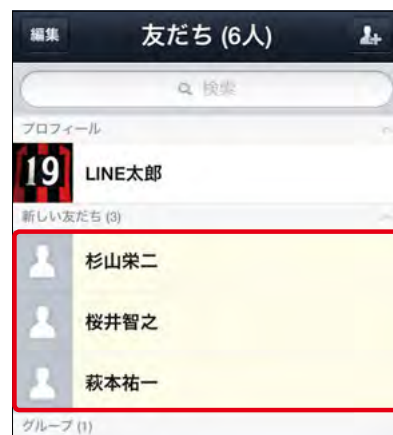 編集 友だち (6人)
検索
プロフィール
19 LINE太郎
新しい友だち (3)
杉山栄二
桜井智之
萩本祐一
グループ (1)